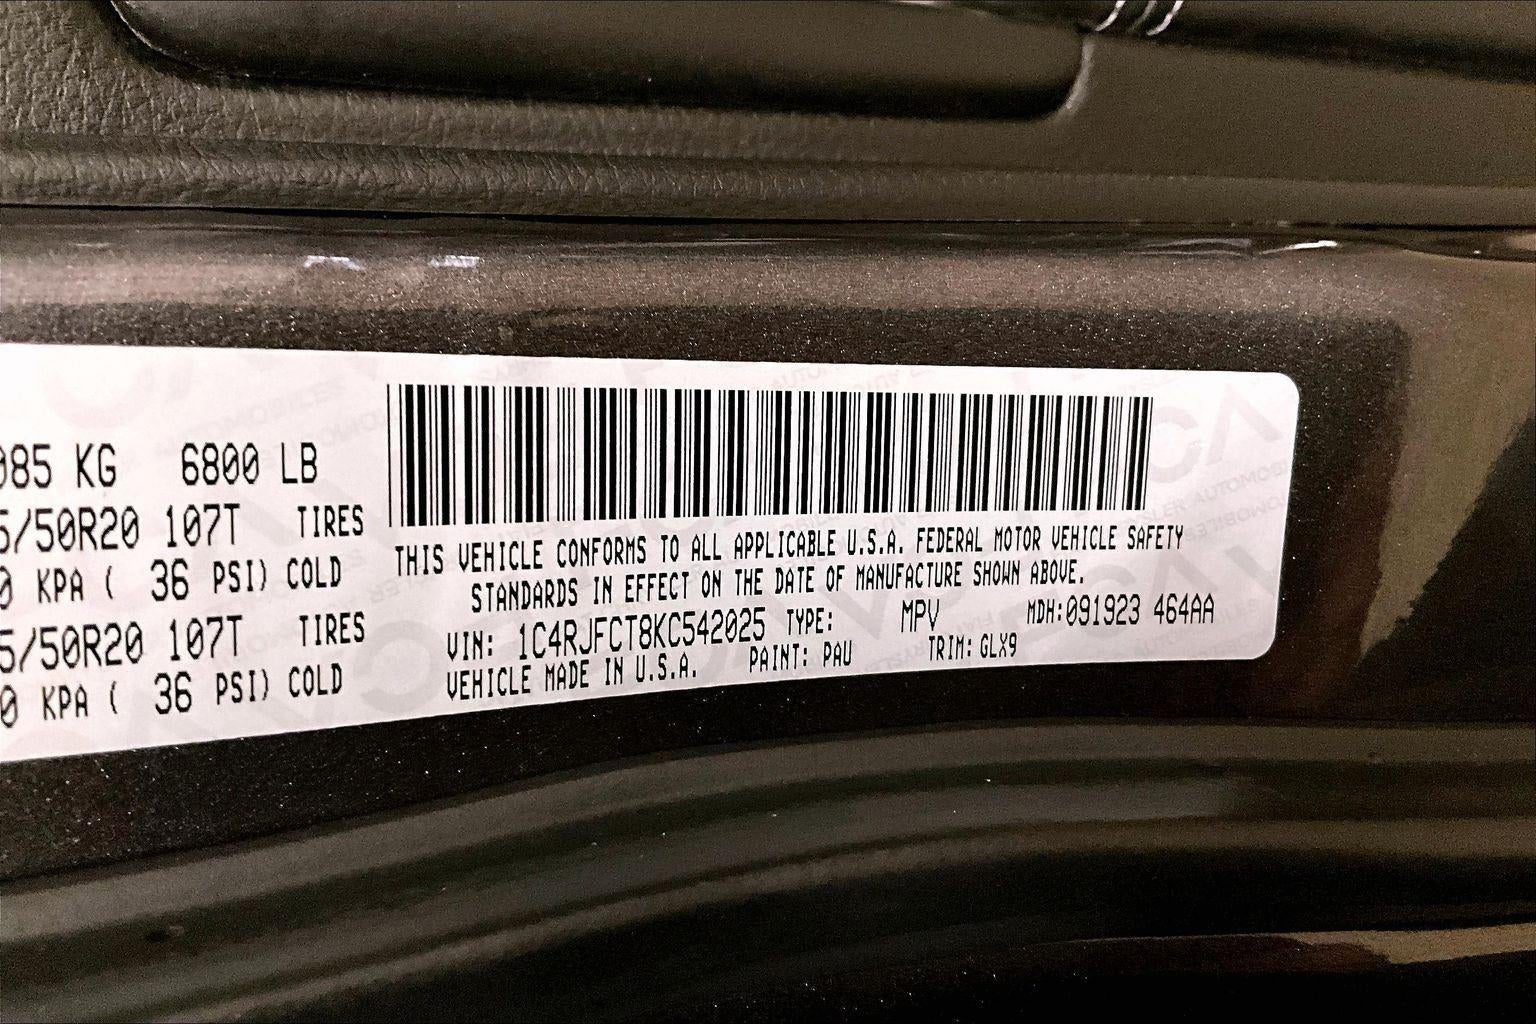 085 KG 6800 LB
5/50R20 107T TIRES
0 KPA ( 36 PSI) COLD
5/50R20 107T TIRES
0 KPA ( 36 PSI) COLD
THIS VEHICLE CONFORMS TO ALL APPLICABLE U.S.A. FEDERAL MOTOR VEHICLE SAFETY
STANDARDS IN EFFECT ON THE DATE OF MANUFACTURE SHOWN ABOVE.
VIN: 1C4RJFCT8KC542025 TYPE: MPV MDH:091923 464AA
VEHICLE MADE IN U.S.A. PAINT: PAU TRIM: GLX9